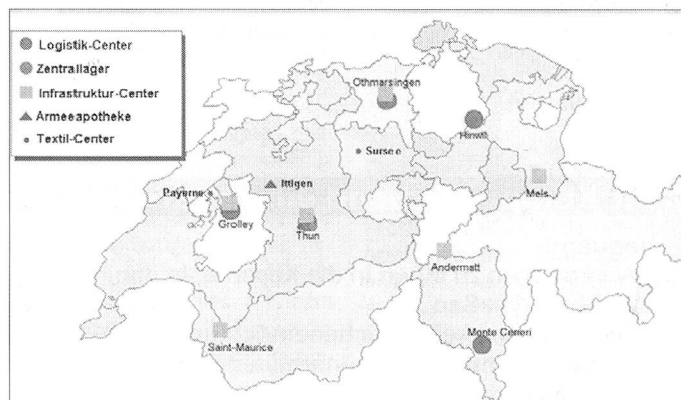 Logistik-Center
Zentrallager
Infrastruktur-Center
Armeeapotheke
Textil-Center
Othmarsingen
Hinwil
Sursee
Ittigen
Payerne
Mels
Grolley
Thun
Andermatt
Monte Ceneri
Saint-Maurice